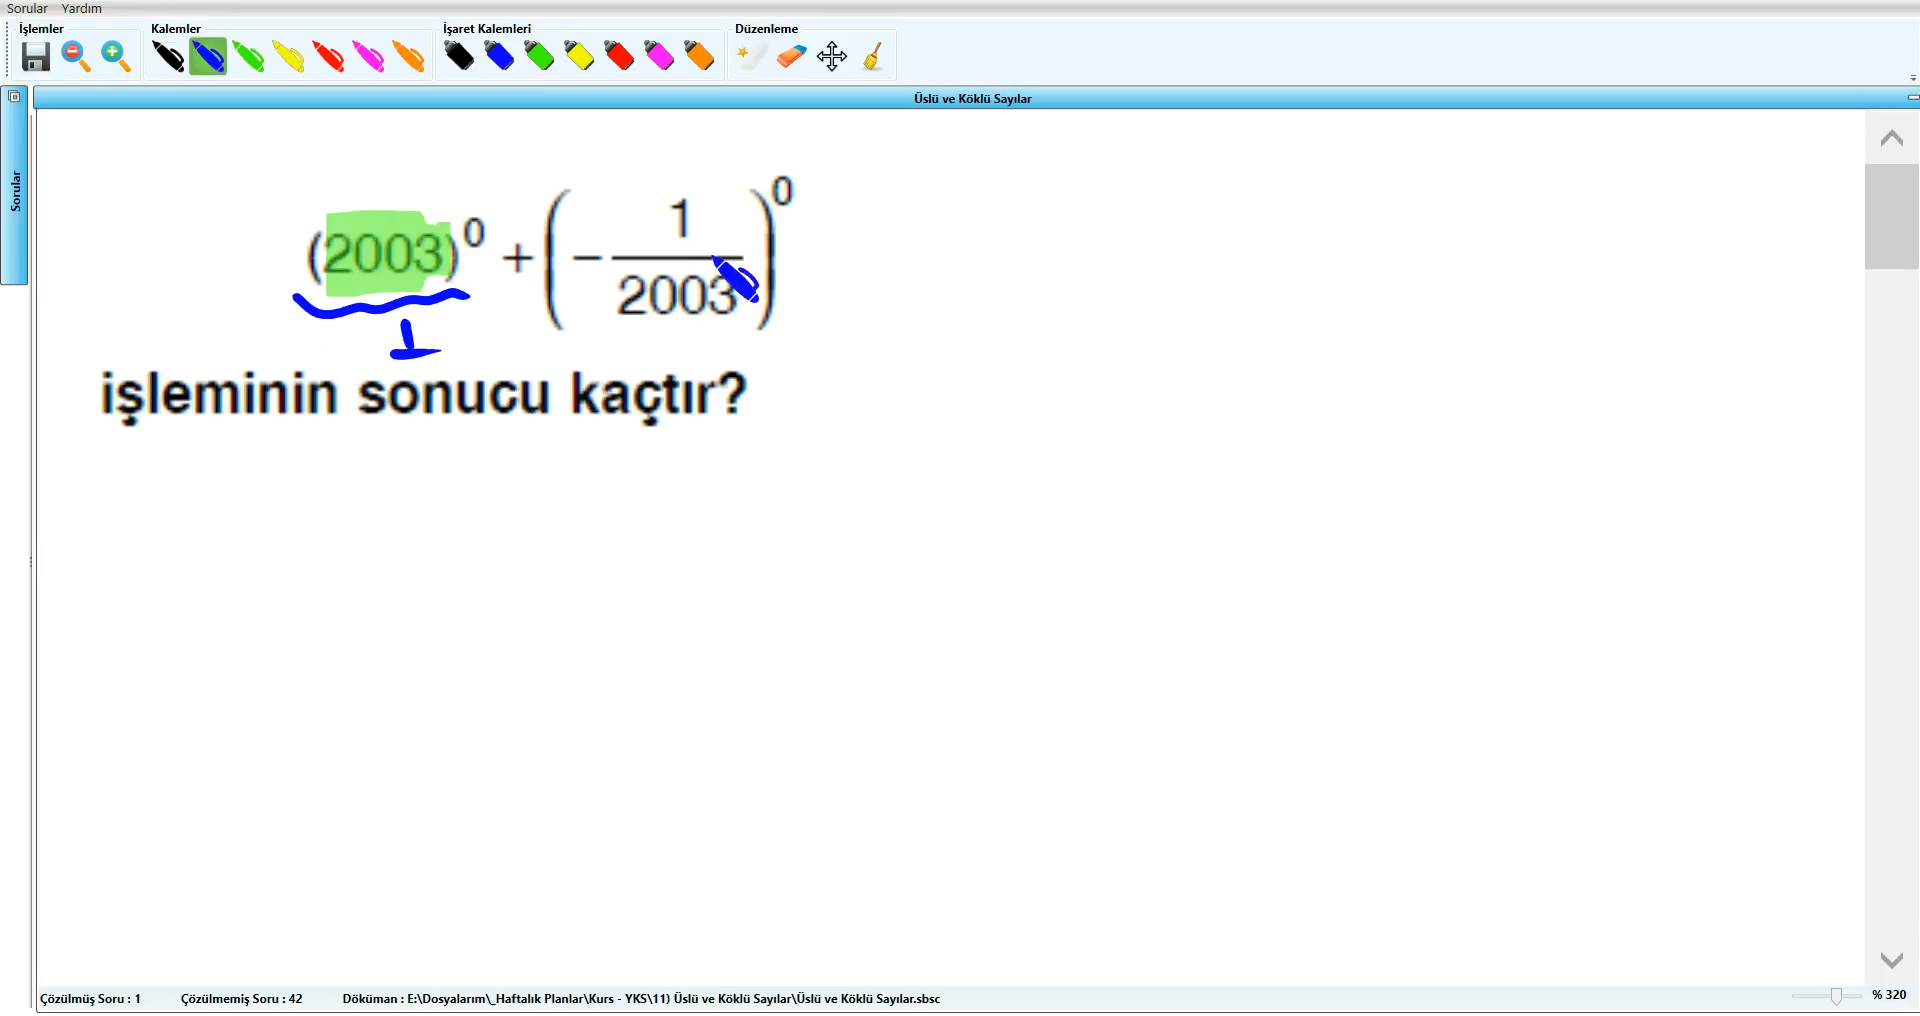 Sorular Yardım
İşlemler Kalemler İşaret Kalemleri Düzenleme
Üslü ve Köklü Sayılar
Sorular
(2003)⁰ + (−1/2003)⁰
1
işleminin sonucu kaçtır?
Çözülmüş Soru : 1 Çözülmemiş Soru : 42 Döküman : E:\Dosyalarım\_Haftalık Planlar\Kurs - YKS\11) Üslü ve Köklü Sayılar\Üslü ve Köklü Sayılar.sbsc % 320